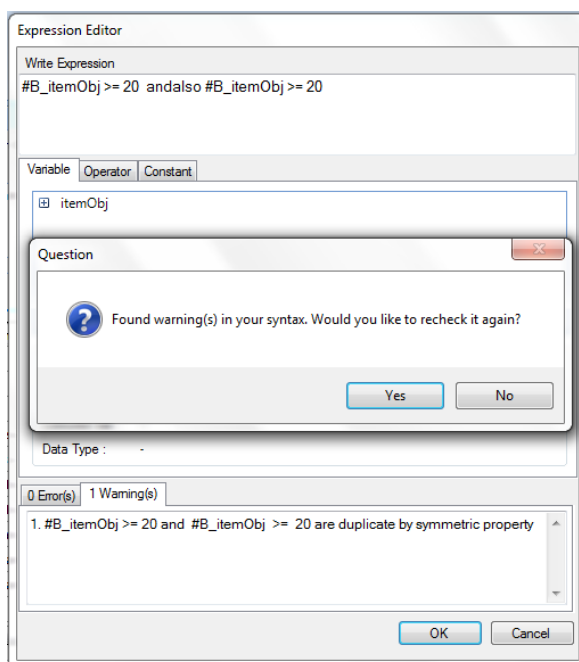 Expression Editor
Write Expression
#B_itemObj >= 20 andalso #B_itemObj >= 20
Variable Operator Constant
itemObj
Question
Found warning(s) in your syntax. Would you like to recheck it again?
Yes No
Data Type : -
0 Error(s) 1 Warning(s)
1. #B_itemObj >= 20 and #B_itemObj >= 20 are duplicate by symmetric property
OK Cancel